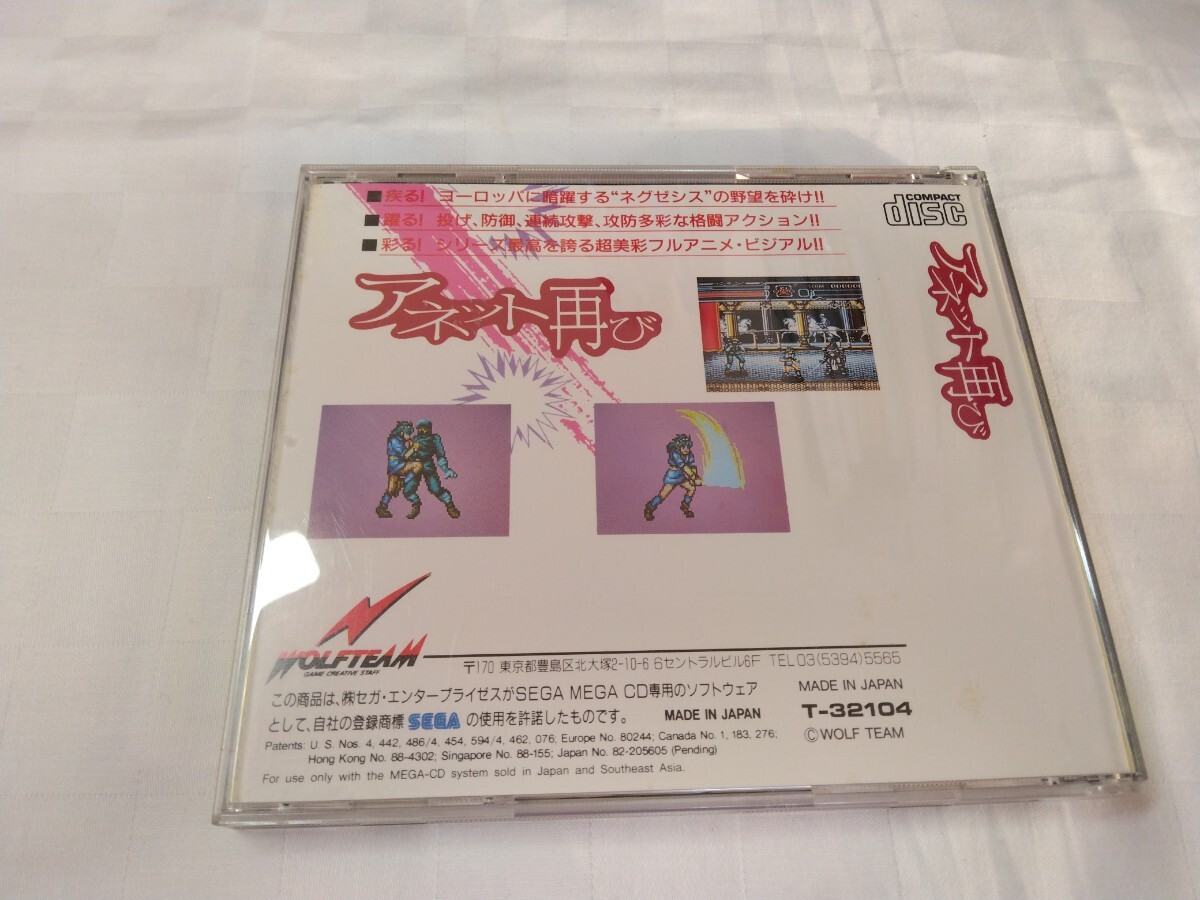 ■疾る! ヨーロッパに暗躍する“ネグゼシス”の野望を砕け!!
■躍る! 投げ、防御、連続攻撃、攻防多彩な格闘アクション!!
■彩る! シリーズ最高を誇る超美彩フルアニメ・ビジアル!!
COMPACT
disc
アネット再び
アネット再び
WOLFTEAM
GAME CREATIVE STAFF
〒170 東京都豊島区北大塚2-10-6 6セントラルビル6F TEL 03(5394)5565
この商品は、㈱セガ・エンタープライゼスがSEGA MEGA CD専用のソフトウェア
として、自社の登録商標 SEGA の使用を許諾したものです。 MADE IN JAPAN
MADE IN JAPAN
T-32104
©WOLF TEAM
Patents: U. S. Nos. 4, 442, 486/4, 454, 594/4, 462, 076; Europe No. 80244; Canada No. 1, 183, 276;
Hong Kong No. 88-4302; Singapore No. 88-155; Japan No. 82-205605 (Pending)
For use only with the MEGA-CD system sold in Japan and Southeast Asia.